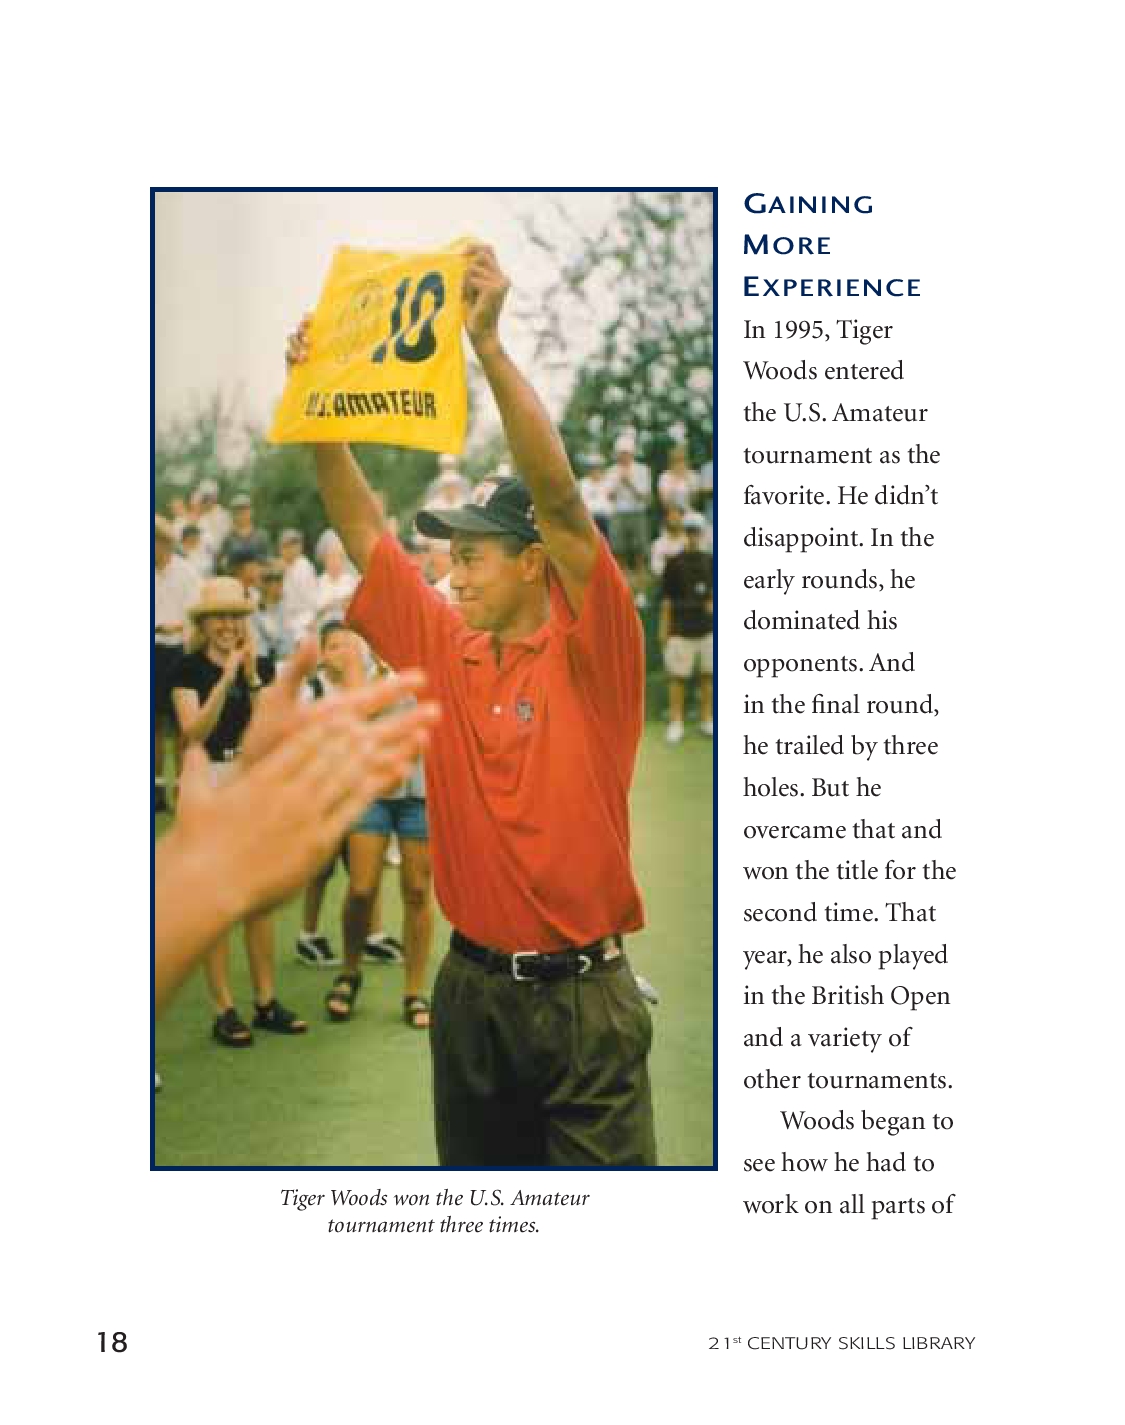 10
U.S. AMATEUR
GAINING
MORE
EXPERIENCE
In 1995, Tiger
Woods entered
the U.S. Amateur
tournament as the
favorite. He didn’t
disappoint. In the
early rounds, he
dominated his
opponents. And
in the final round,
he trailed by three
holes. But he
overcame that and
won the title for the
second time. That
year, he also played
in the British Open
and a variety of
other tournaments.
Woods began to
see how he had to
work on all parts of
Tiger Woods won the U.S. Amateur
tournament three times.
18
21st CENTURY SKILLS LIBRARY